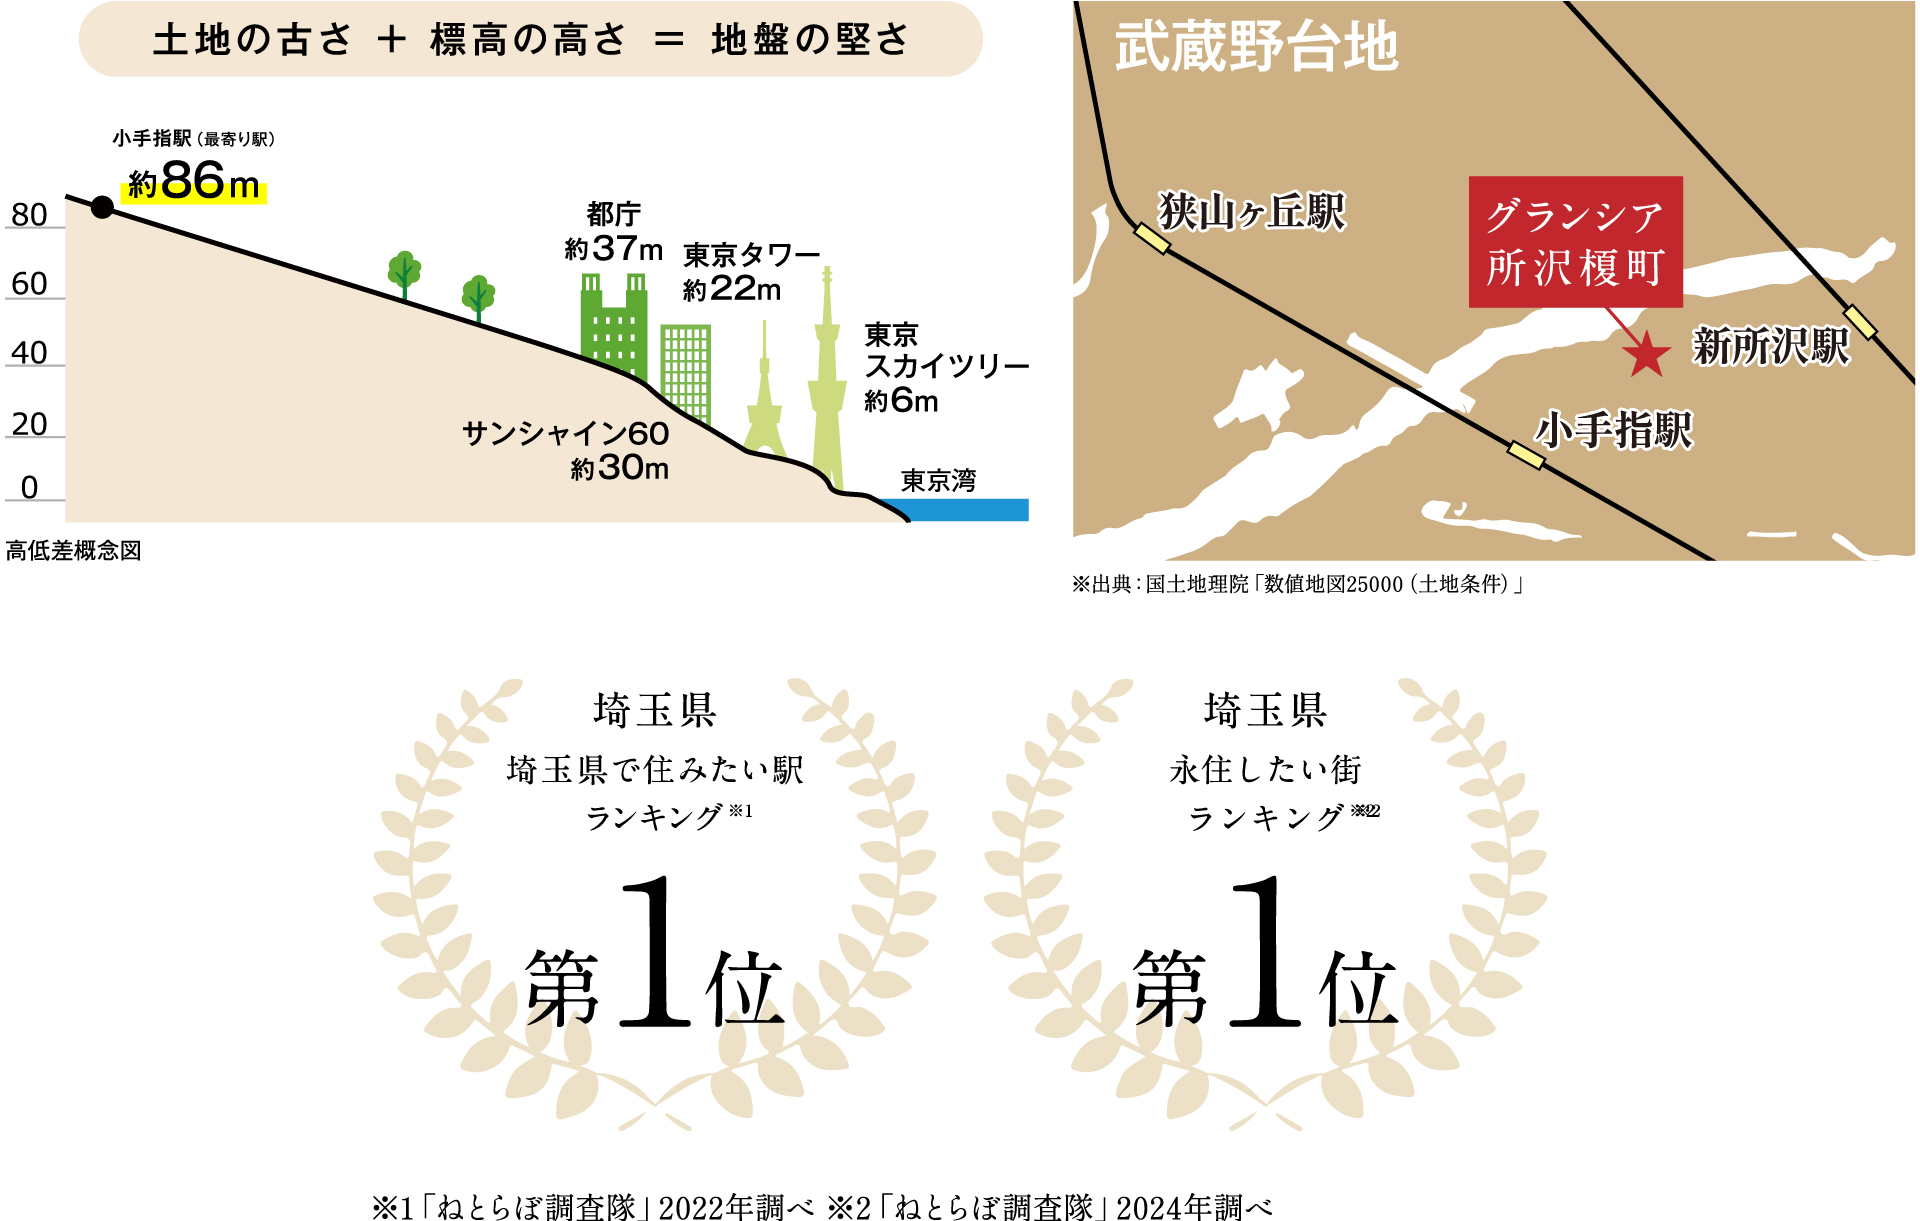 土地の古さ + 標高の高さ = 地盤の堅さ
小手指駅（最寄り駅）
約86m
80
60
40
20
0
都庁
約37m
東京タワー
約22m
東京
スカイツリー
約6m
サンシャイン60
約30m
東京湾
高低差概念図
武蔵野台地
狭山ヶ丘駅
グランシア
所沢榎町
新所沢駅
小手指駅
※出典：国土地理院「数値地図25000（土地条件）」
埼玉県
埼玉県で住みたい駅
ランキング※1
第1位
埼玉県
永住したい街
ランキング※2
第1位
※1「ねとらぼ調査隊」2022年調べ ※2「ねとらぼ調査隊」2024年調べ